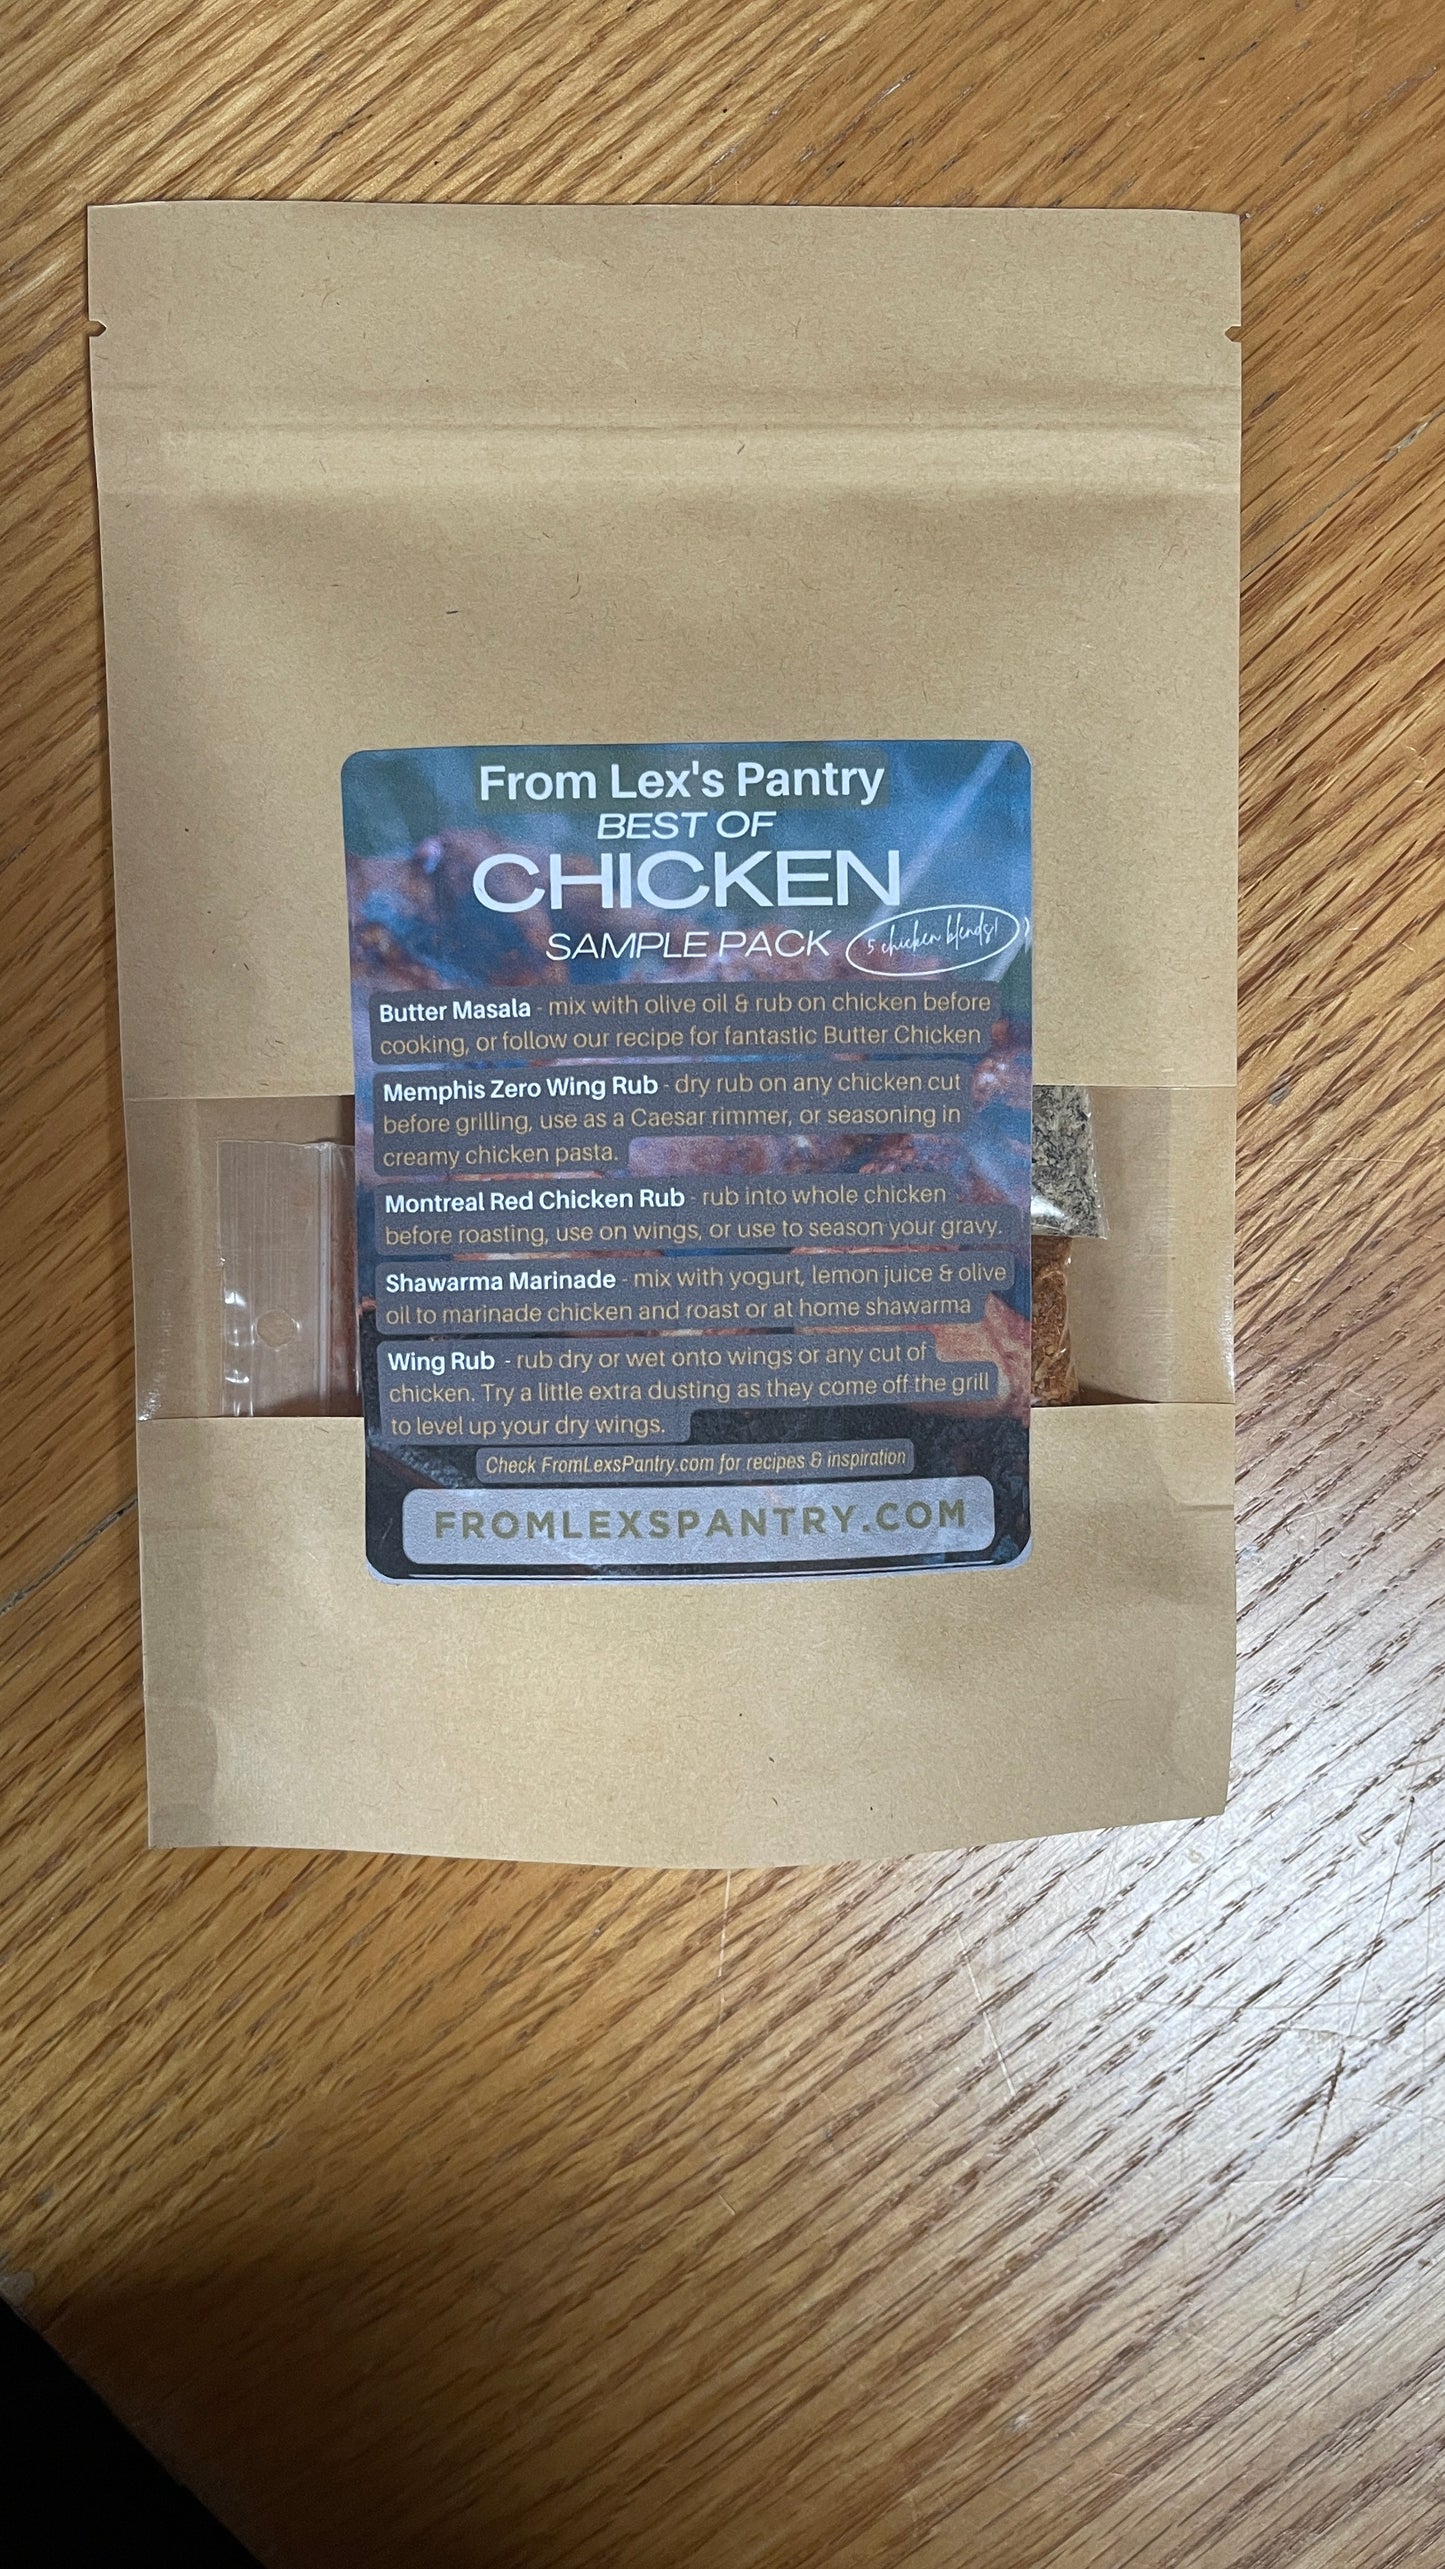 From Lex's Pantry
BEST OF
CHICKEN
SAMPLE PACK
5 chicken blends!
Butter Masala - mix with olive oil & rub on chicken before
cooking, or follow our recipe for fantastic Butter Chicken
Memphis Zero Wing Rub - dry rub on any chicken cut
before grilling, use as a Caesar rimmer, or seasoning in
creamy chicken pasta.
Montreal Red Chicken Rub - rub into whole chicken
before roasting, use on wings, or use to season your gravy.
Shawarma Marinade - mix with yogurt, lemon juice & olive
oil to marinade chicken and roast or at home shawarma
Wing Rub - rub dry or wet onto wings or any cut of
chicken. Try a little extra dusting as they come off the grill
to level up your dry wings.
Check FromLexsPantry.com for recipes & inspiration
FROMLEXSPANTRY.COM